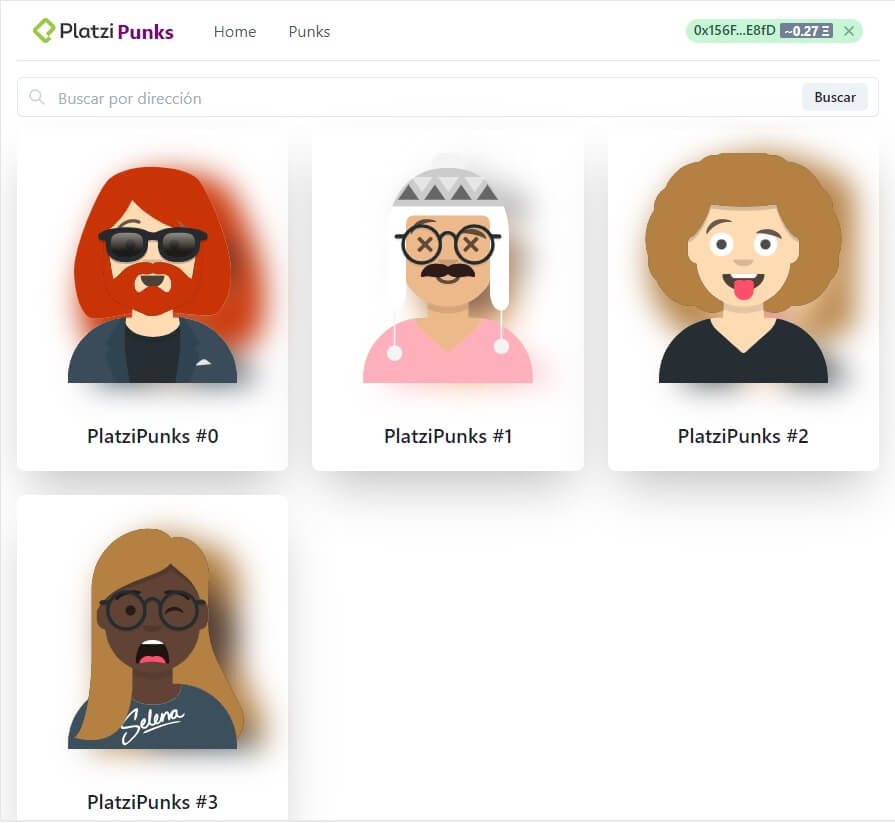 Platzi Punks Home Punks 0x156F...E8fD ~0.27 Ξ
Buscar por dirección Buscar
PlatziPunks #0 PlatziPunks #1 PlatziPunks #2
Selena
PlatziPunks #3